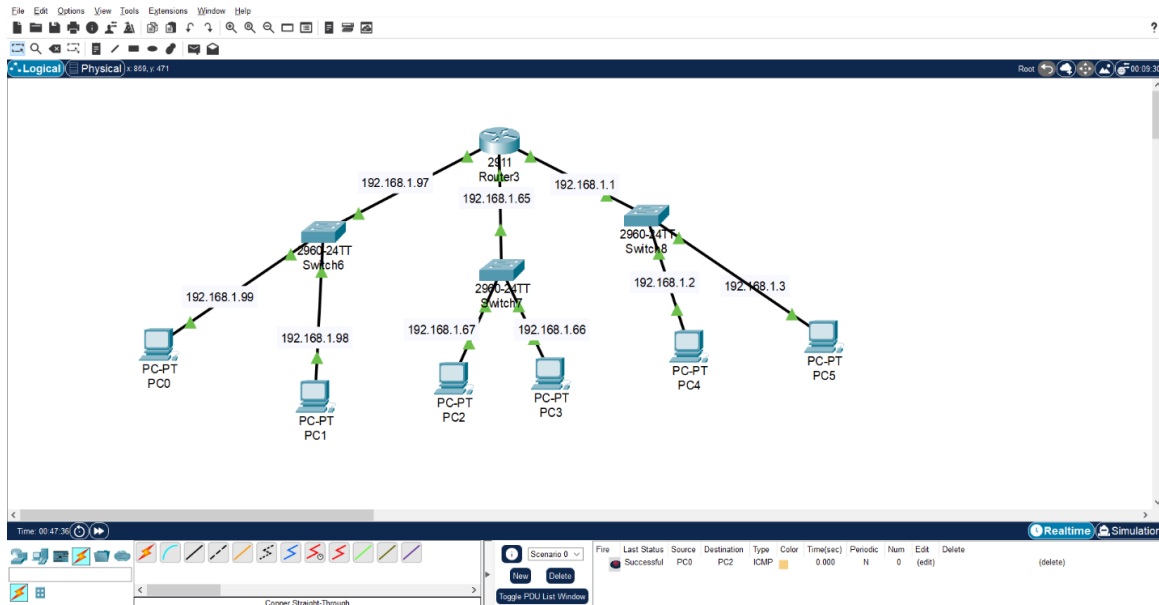 File Edit Options View Tools Extensions Window Help
?
Logical Physical x: 869, y: 471 Root 00:09:30
2911
Router3
192.168.1.97
192.168.1.65
192.168.1.1
2960-24TT
Switch6
2960-24TT
Switch7
2960-24TT
Switch8
192.168.1.99
192.168.1.98
192.168.1.67
192.168.1.66
192.168.1.2
192.168.1.3
PC-PT
PC0
PC-PT
PC1
PC-PT
PC2
PC-PT
PC3
PC-PT
PC4
PC-PT
PC5
Time: 00:47:36 Realtime Simulation
Scenario 0
New Delete
Toggle PDU List Window
Fire Last Status Source Destination Type Color Time(sec) Periodic Num Edit Delete
Successful PC0 PC2 ICMP 0.000 N 0 (edit) (delete)
Copper Straight-Through